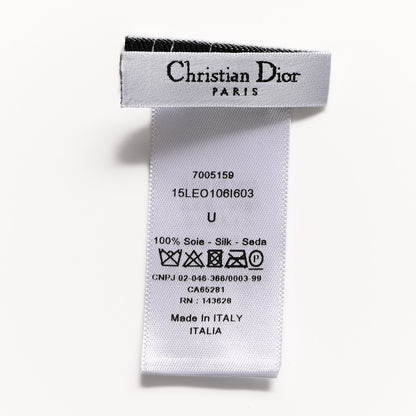 Christian Dior
PARIS
7005159
15LEO106I603
U
100% Soie - Silk - Seda
CNPJ 02-046-366/0003-99
CA65281
RN : 143628
Made In ITALY
ITALIA